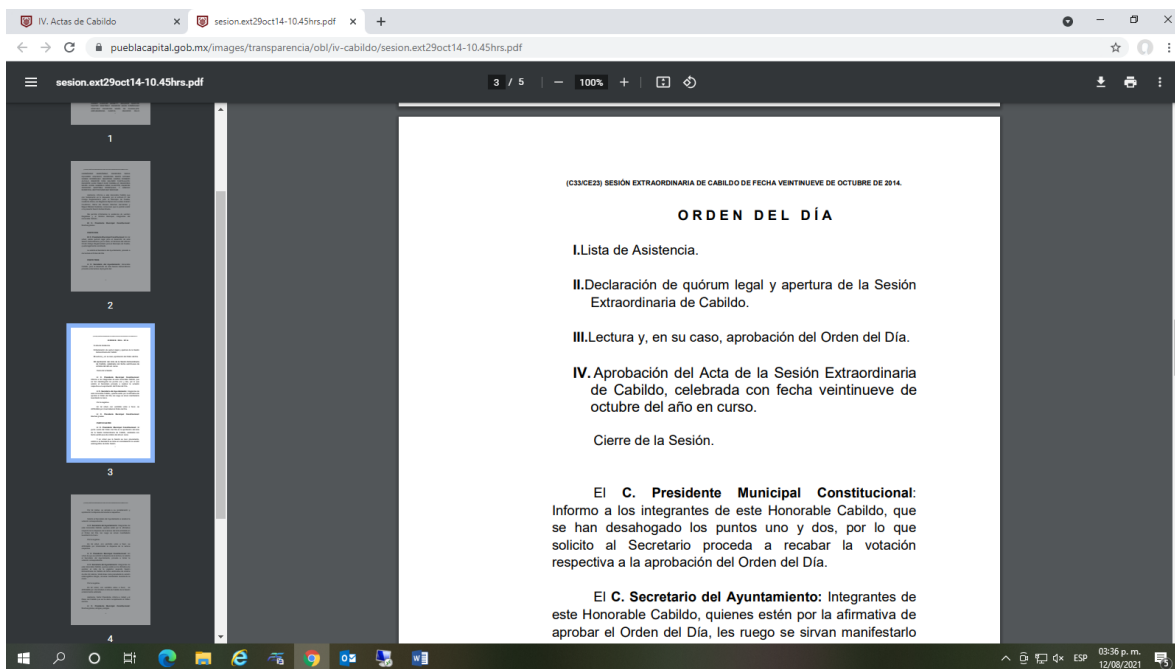 IV. Actas de Cabildo
sesion.ext29oct14-10.45hrs.pdf
pueblacapital.gob.mx/images/transparencia/obl/iv-cabildo/sesion.ext29oct14-10.45hrs.pdf
sesion.ext29oct14-10.45hrs.pdf
3 / 5
100%
1
2
3
4
(C33/CE23) SESIÓN EXTRAORDINARIA DE CABILDO DE FECHA VEINTINUEVE DE OCTUBRE DE 2014.
ORDEN DEL DÍA
I.Lista de Asistencia.
II.Declaración de quórum legal y apertura de la Sesión
Extraordinaria de Cabildo.
III.Lectura y, en su caso, aprobación del Orden del Día.
IV. Aprobación del Acta de la Sesión Extraordinaria
de Cabildo, celebrada con fecha veintinueve de
octubre del año en curso.
Cierre de la Sesión.
El C. Presidente Municipal Constitucional:
Informo a los integrantes de este Honorable Cabildo, que
se han desahogado los puntos uno y dos, por lo que
solicito al Secretario proceda a recabar la votación
respectiva a la aprobación del Orden del Día.
El C. Secretario del Ayuntamiento: Integrantes de
este Honorable Cabildo, quienes estén por la afirmativa de
aprobar el Orden del Día, les ruego se sirvan manifestarlo
ESP
03:36 p. m.
12/08/2021